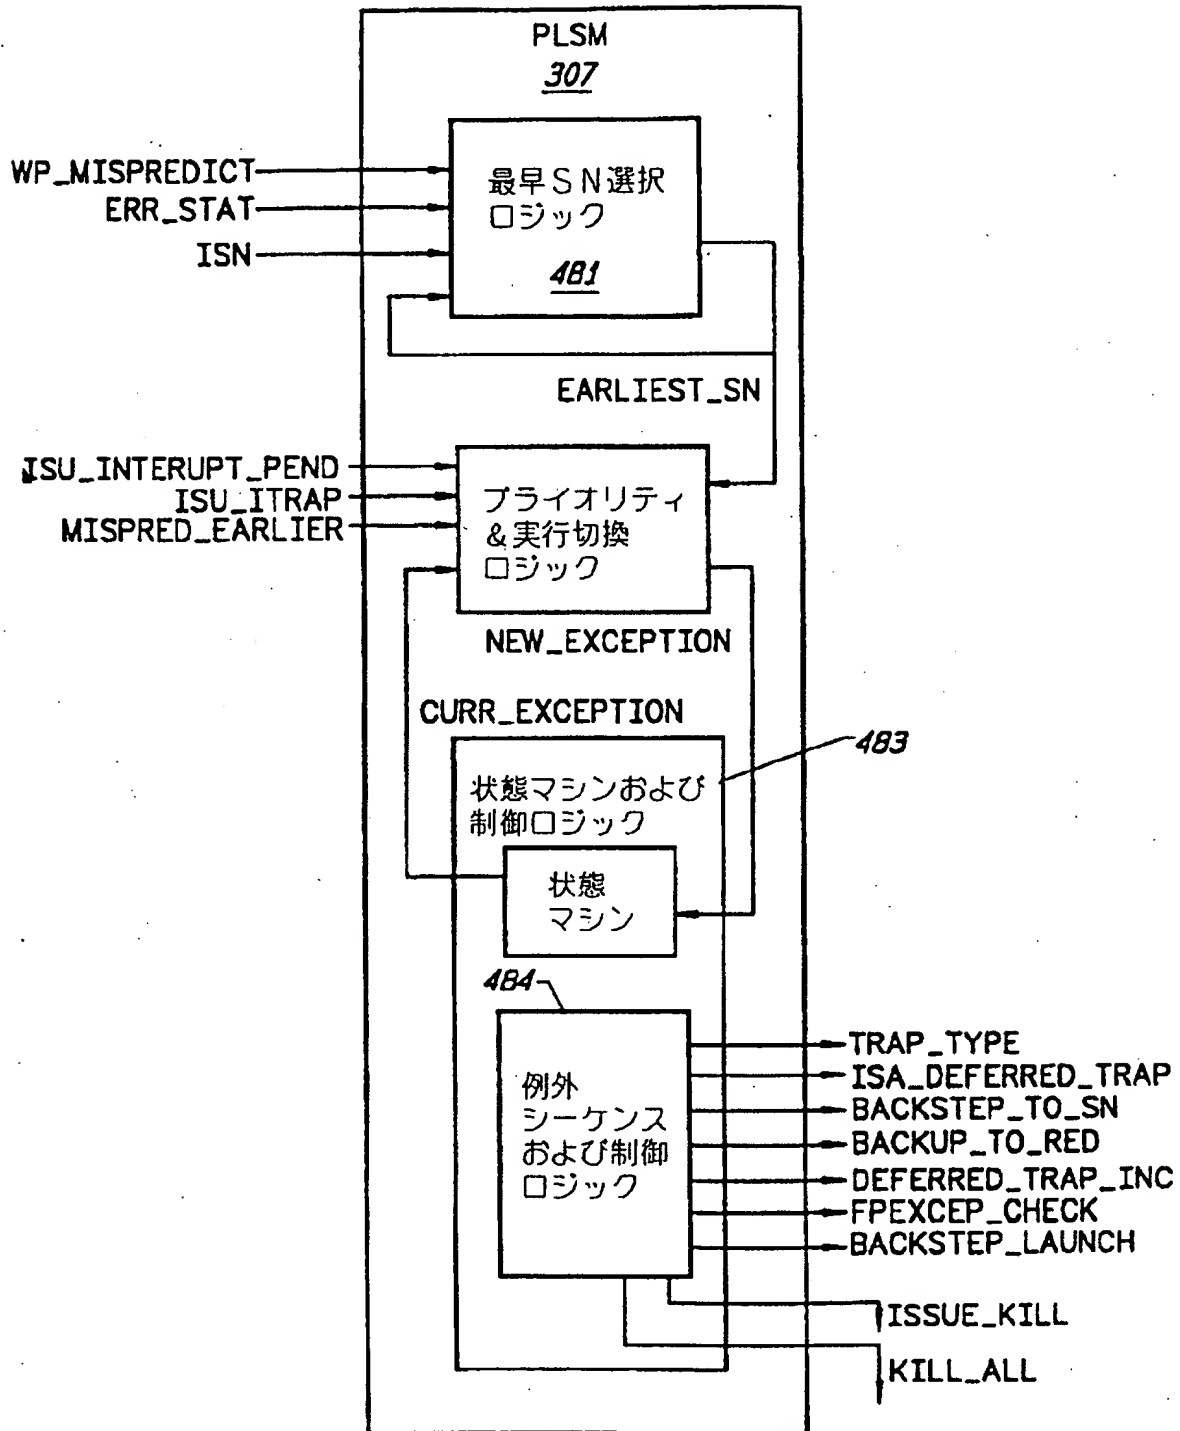 PLSM
307
WP_MISPREDICT
ERR_STAT
ISN
最早SN選択
ロジック
481
EARLIEST_SN
ISU_INTERUPT_PEND
ISU_ITRAP
MISPRED_EARLIER
プライオリティ
&実行切換
ロジック
NEW_EXCEPTION
CURR_EXCEPTION
483
状態マシンおよび
制御ロジック
状態
マシン
484
例外
シーケンス
および制御
ロジック
TRAP_TYPE
ISA_DEFERRED_TRAP
BACKSTEP_TO_SN
BACKUP_TO_RED
DEFERRED_TRAP_INC
FPEXCEP_CHECK
BACKSTEP_LAUNCH
ISSUE_KILL
KILL_ALL